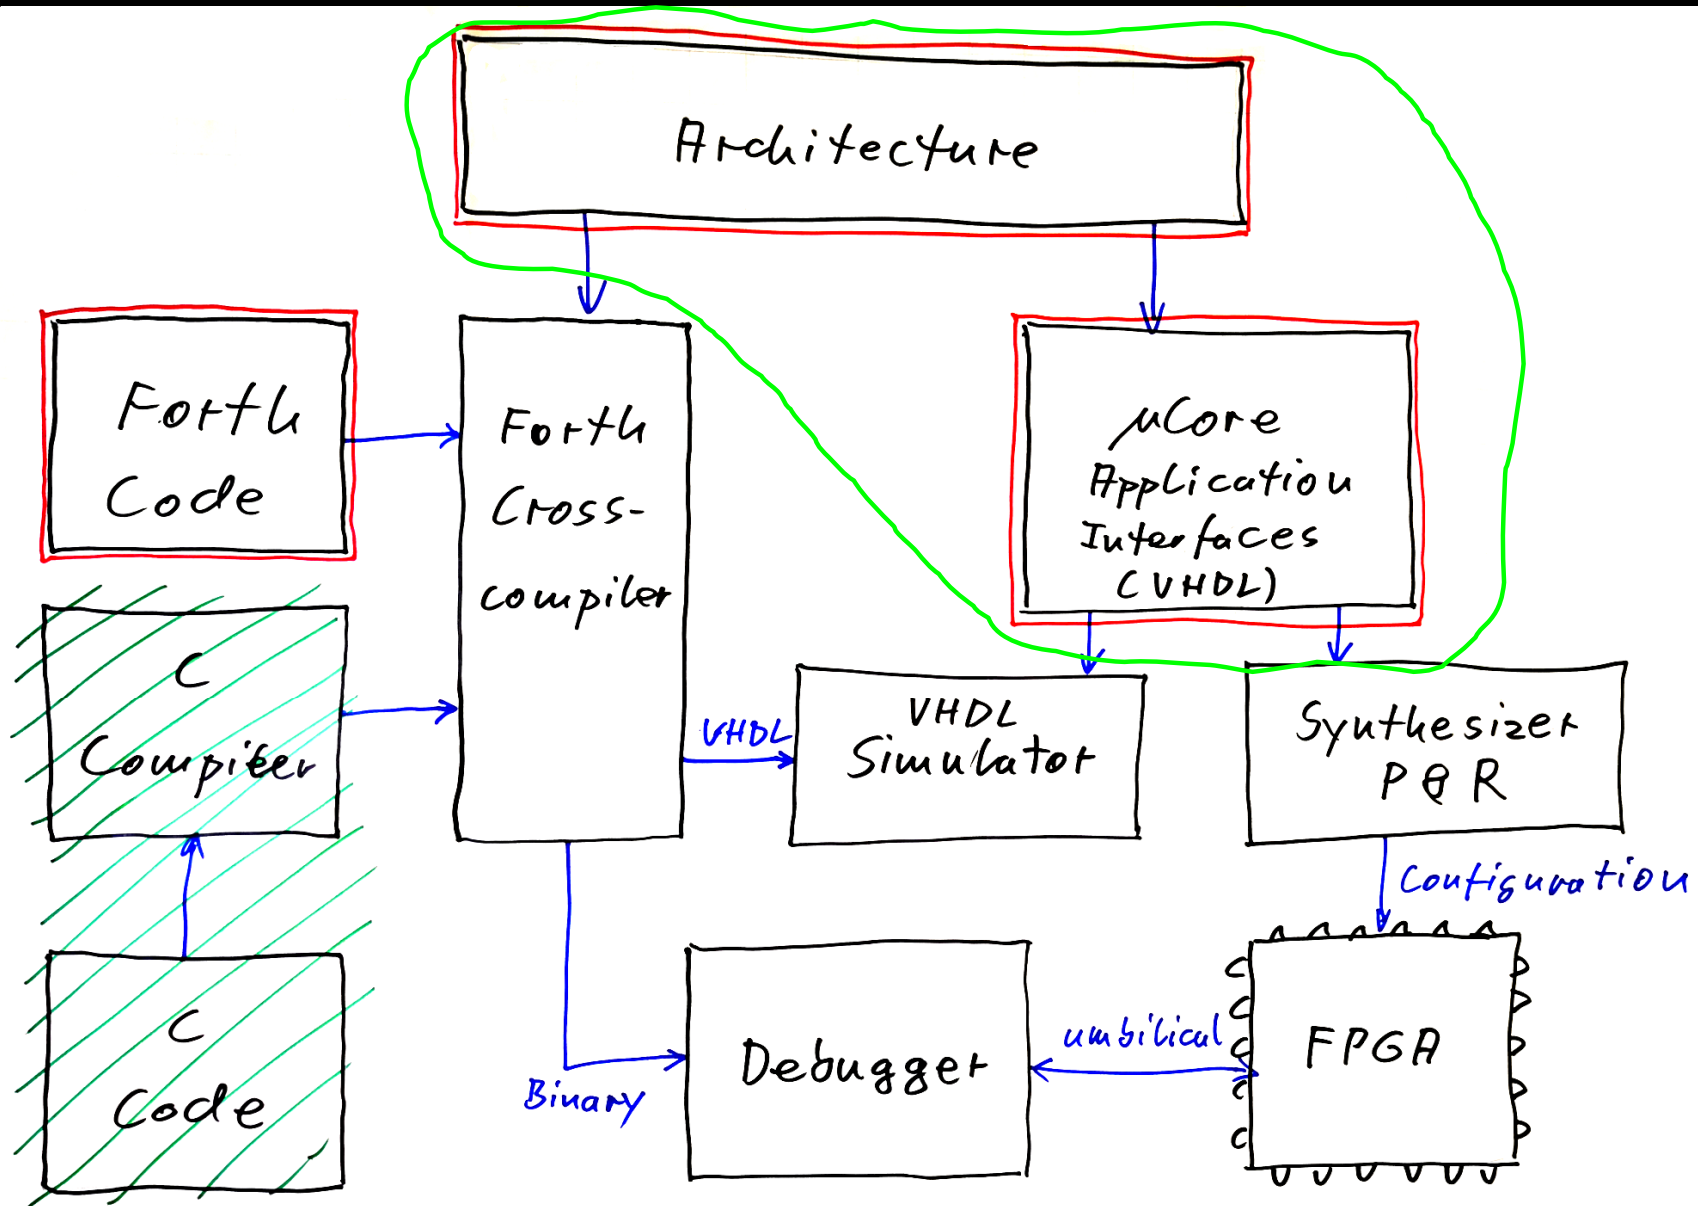 Architecture
Forth
Code
Forth
Cross-
compiler
µCore
Application
Interfaces
(VHDL)
C
Compiler
VHDL
VHDL
Simulator
Synthesizer
P&R
Configuration
C
Code
Binary
Debugger
umbilical
FPGA